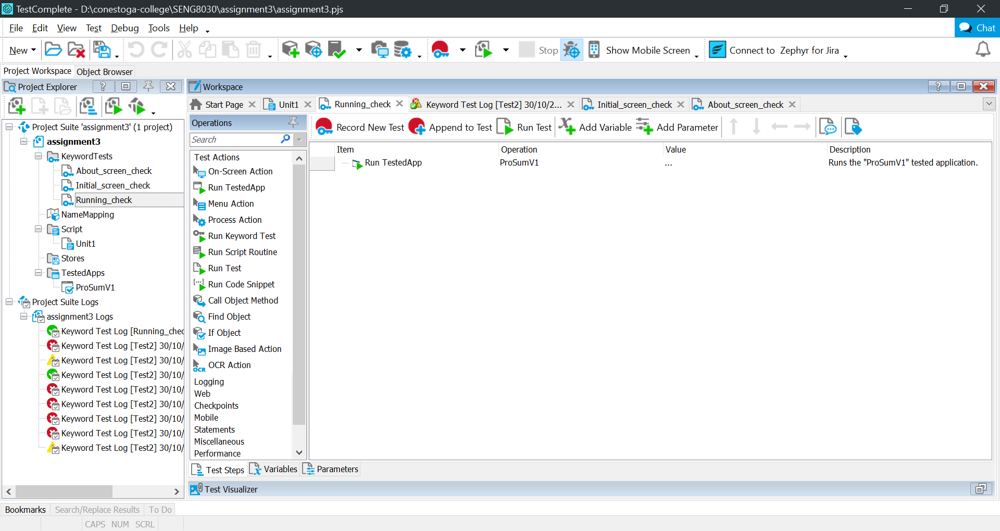 TestComplete - D:\conestoga-college\SENG8030\assignment3\assignment3.pjs
File Edit View Test Debug Tools Help
Chat
New
Stop
Show Mobile Screen
Connect to Zephyr for Jira
Project Workspace
Object Browser
Project Explorer
?
Workspace
?
Start Page
Unit1
Running_check
Keyword Test Log [Test2] 30/10/2...
Initial_screen_check
About_screen_check
Project Suite 'assignment3' (1 project)
assignment3
KeywordTests
About_screen_check
Initial_screen_check
Running_check
NameMapping
Script
Unit1
Stores
TestedApps
ProSumV1
Project Suite Logs
assignment3 Logs
Keyword Test Log [Running_chec
Keyword Test Log [Test2] 30/10/
Keyword Test Log [Test2] 30/10/
Keyword Test Log [Test2] 30/10/
Keyword Test Log [Test2] 30/10/
Keyword Test Log [Test2] 30/10/
Keyword Test Log [Test2] 30/10/
Keyword Test Log [Test2] 30/10/
Keyword Test Log [Test2] 30/10/
Operations
Search
Test Actions
On-Screen Action
Run TestedApp
Menu Action
Process Action
Run Keyword Test
Run Script Routine
Run Test
Run Code Snippet
Call Object Method
Find Object
If Object
Image Based Action
OCR
OCR Action
Logging
Web
Checkpoints
Mobile
Statements
Miscellaneous
Performance
Record New Test
Append to Test
Run Test
Add Variable
Add Parameter
Item Operation Value Description
Run TestedApp ProSumV1 ... Runs the "ProSumV1" tested application.
Test Steps
Variables
Parameters
Test Visualizer
Bookmarks
Search/Replace Results
To Do
CAPS NUM SCRL